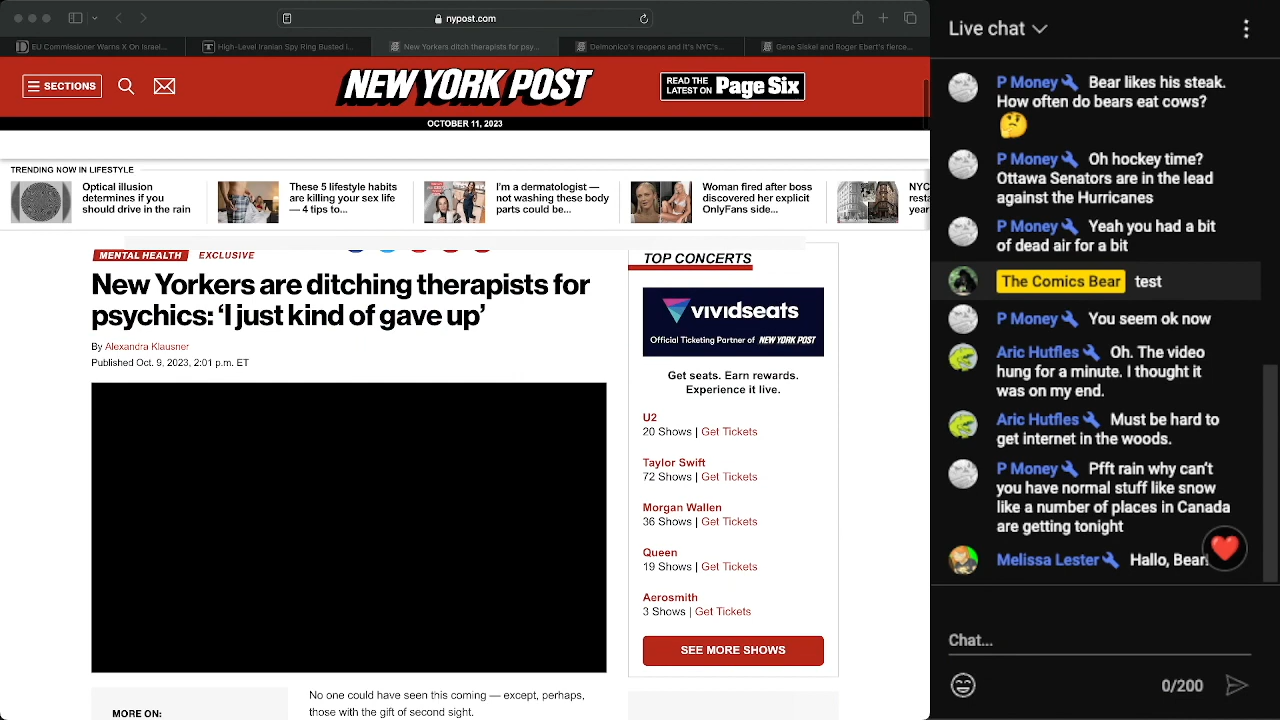 nypost.com
EU Commissioner Warns X On Israel...
High-Level Iranian Spy Ring Busted I...
New Yorkers ditch therapists for psy...
Delmonico's reopens and it's NYC's...
Gene Siskel and Roger Ebert's fierce...
SECTIONS
NEW YORK POST
READ THE LATEST ON Page Six
OCTOBER 11, 2023
TRENDING NOW IN LIFESTYLE
Optical illusion
determines if you
should drive in the rain
These 5 lifestyle habits
are killing your sex life
— 4 tips to...
I'm a dermatologist —
not washing these body
parts could be...
Woman fired after boss
discovered her explicit
OnlyFans side...
NYC
resta
year
MENTAL HEALTH EXCLUSIVE
New Yorkers are ditching therapists for
psychics: ‘I just kind of gave up’
By Alexandra Klausner
Published Oct. 9, 2023, 2:01 p.m. ET
MORE ON:
No one could have seen this coming — except, perhaps,
those with the gift of second sight.
TOP CONCERTS
vividseats
Official Ticketing Partner of NEW YORK POST
Get seats. Earn rewards.
Experience it live.
U2
20 Shows | Get Tickets
Taylor Swift
72 Shows | Get Tickets
Morgan Wallen
36 Shows | Get Tickets
Queen
19 Shows | Get Tickets
Aerosmith
3 Shows | Get Tickets
SEE MORE SHOWS
Live chat
P Money Bear likes his steak.
How often do bears eat cows?
🤔
P Money Oh hockey time?
Ottawa Senators are in the lead
against the Hurricanes
P Money Yeah you had a bit
of dead air for a bit
The Comics Bear test
P Money You seem ok now
Aric Hutfles Oh. The video
hung for a minute. I thought it
was on my end.
Aric Hutfles Must be hard to
get internet in the woods.
P Money Pfft rain why can't
you have normal stuff like snow
like a number of places in Canada
are getting tonight
Melissa Lester Hallo, Bear!
Chat...
0/200